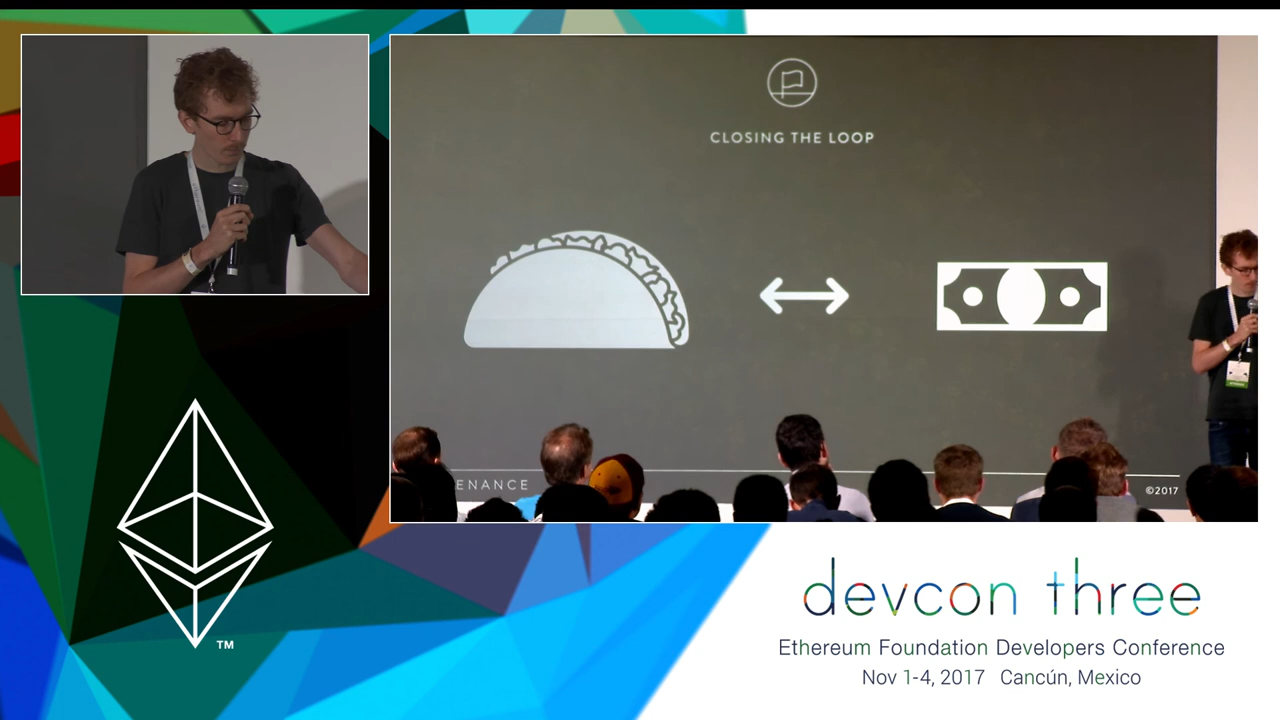 CLOSING THE LOOP
ENANCE
©2017
TM
devcon three
Ethereum Foundation Developers Conference
Nov 1-4, 2017 Cancún, Mexico